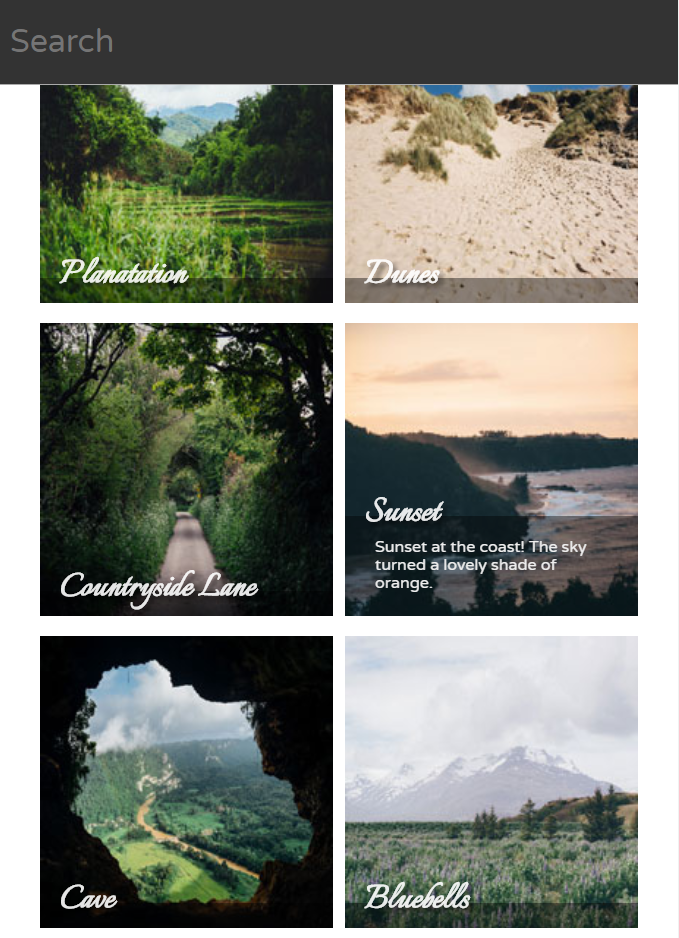 Search
Planatation
Dunes
Countryside Lane
Sunset
Sunset at the coast! The sky
turned a lovely shade of
orange.
Cave
Bluebells